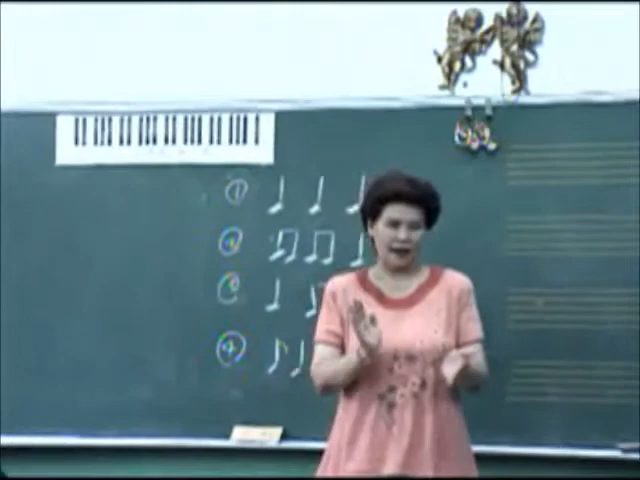 ①
②
③
④